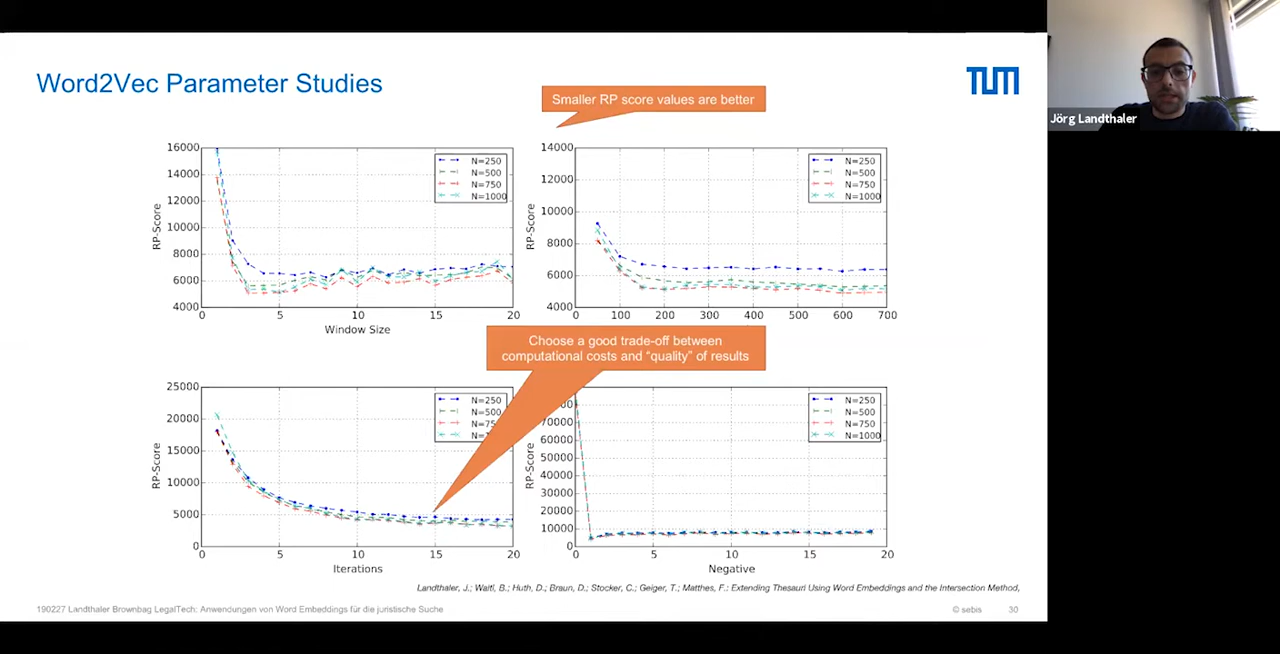 Word2Vec Parameter Studies
TUM
Jörg Landthaler
Smaller RP score values are better
16000
14000
12000
10000
8000
6000
4000
RP-Score
0 5 10 15 20
Window Size
N=250
N=500
N=750
N=1000
14000
12000
10000
8000
6000
4000
RP-Score
0 100 200 300 400 500 600 700
N=250
N=500
N=750
N=1000
Choose a good trade-off between
computational costs and “quality” of results
25000
20000
15000
10000
5000
0
RP-Score
0 5 10 15 20
Iterations
N=250
N=500
70000
60000
50000
40000
30000
20000
10000
0
RP-Score
0 5 10 15 20
Negative
N=250
N=500
N=750
N=1000
Landthaler, J.; Waltl, B.; Huth, D.; Braun, D.; Stocker, C.; Geiger, T.; Matthes, F.: Extending Thesauri Using Word Embeddings and the Intersection Method,
190227 Landthaler Brownbag LegalTech: Anwendungen von Word Embeddings für die juristische Suche
© sebis 30